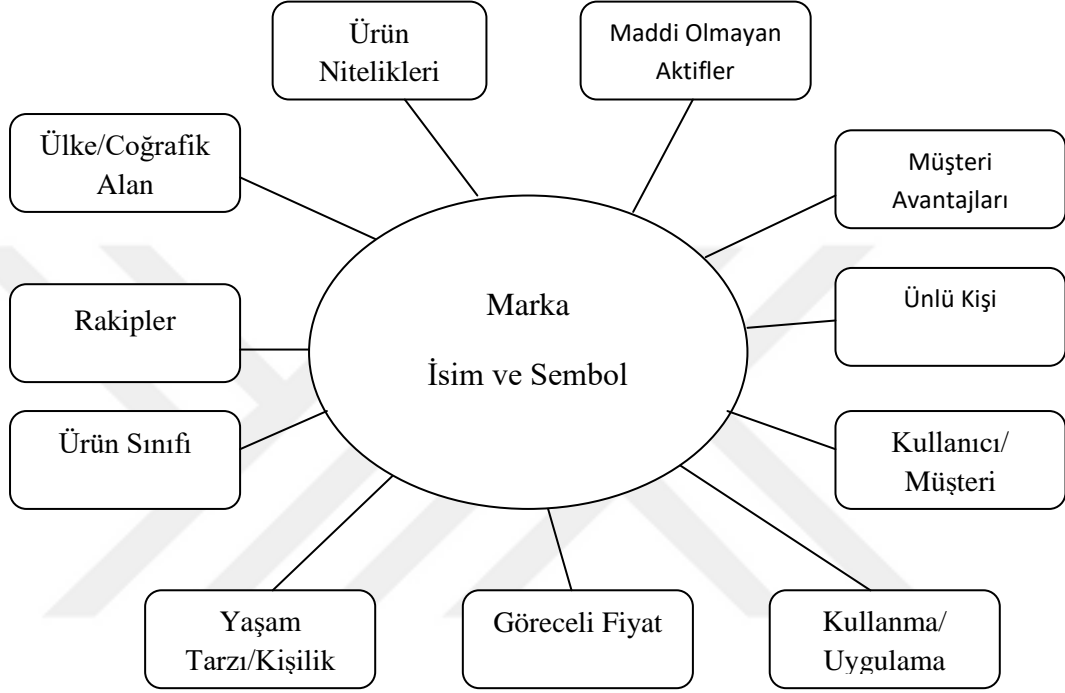 Ürün
Nitelikleri
Maddi Olmayan
Aktifler
Ülke/Coğrafik
Alan
Müşteri
Avantajları
Marka
İsim ve Sembol
Rakipler
Ünlü Kişi
Ürün Sınıfı
Kullanıcı/
Müşteri
Yaşam
Tarzı/Kişilik
Göreceli Fiyat
Kullanma/
Uygulama